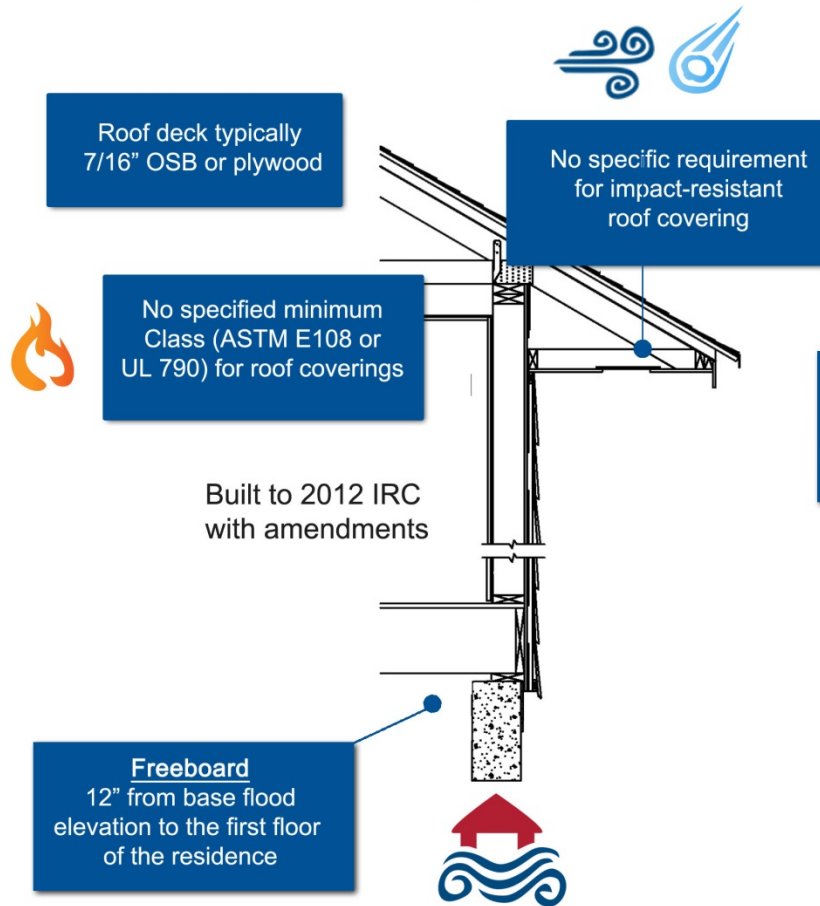 Roof deck typically
7/16” OSB or plywood
No specific requirement
for impact-resistant
roof covering
No specified minimum
Class (ASTM E108 or
UL 790) for roof coverings
Built to 2012 IRC
with amendments
Freeboard
12” from base flood
elevation to the first floor
of the residence